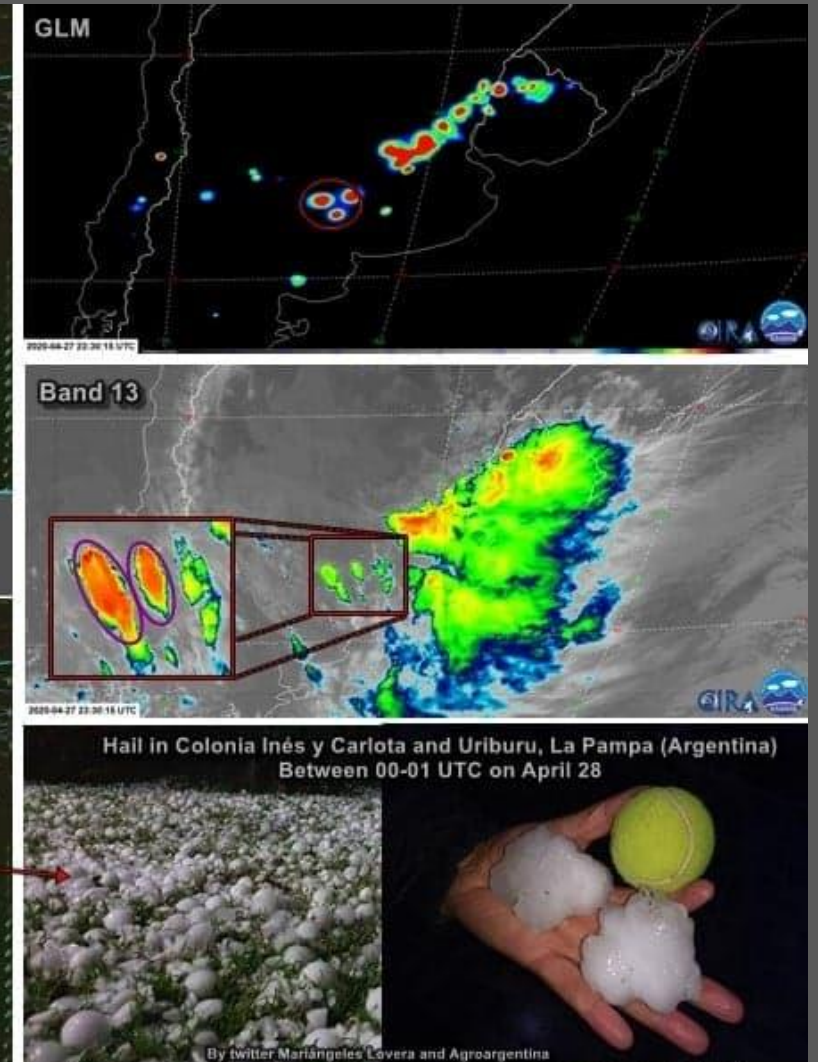 GLM
CIRA
2020-04-27 23:30:15 UTC
Band 13
CIRA
2020-04-27 23:30:15 UTC
Hail in Colonia Inés y Carlota and Uriburu, La Pampa (Argentina)
Between 00-01 UTC on April 28
By twitter Mariángeles Lovera and Agroargentina